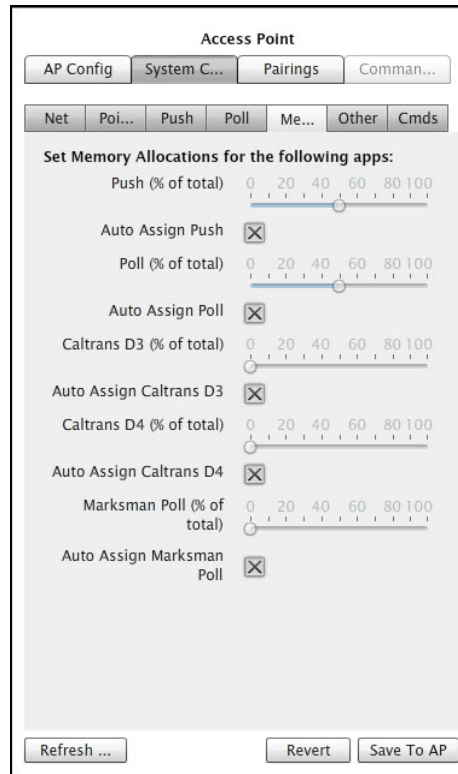 Access Point
AP Config System C... Pairings Comman...
Net Poi... Push Poll Me... Other Cmds
Set Memory Allocations for the following apps:
Push (% of total) 0 20 40 60 80 100
Auto Assign Push
Poll (% of total) 0 20 40 60 80 100
Auto Assign Poll
Caltrans D3 (% of total) 0 20 40 60 80 100
Auto Assign Caltrans D3
Caltrans D4 (% of total) 0 20 40 60 80 100
Auto Assign Caltrans D4
Marksman Poll (% of 0 20 40 60 80 100
total)
Auto Assign Marksman
Poll
Refresh ... Revert Save To AP